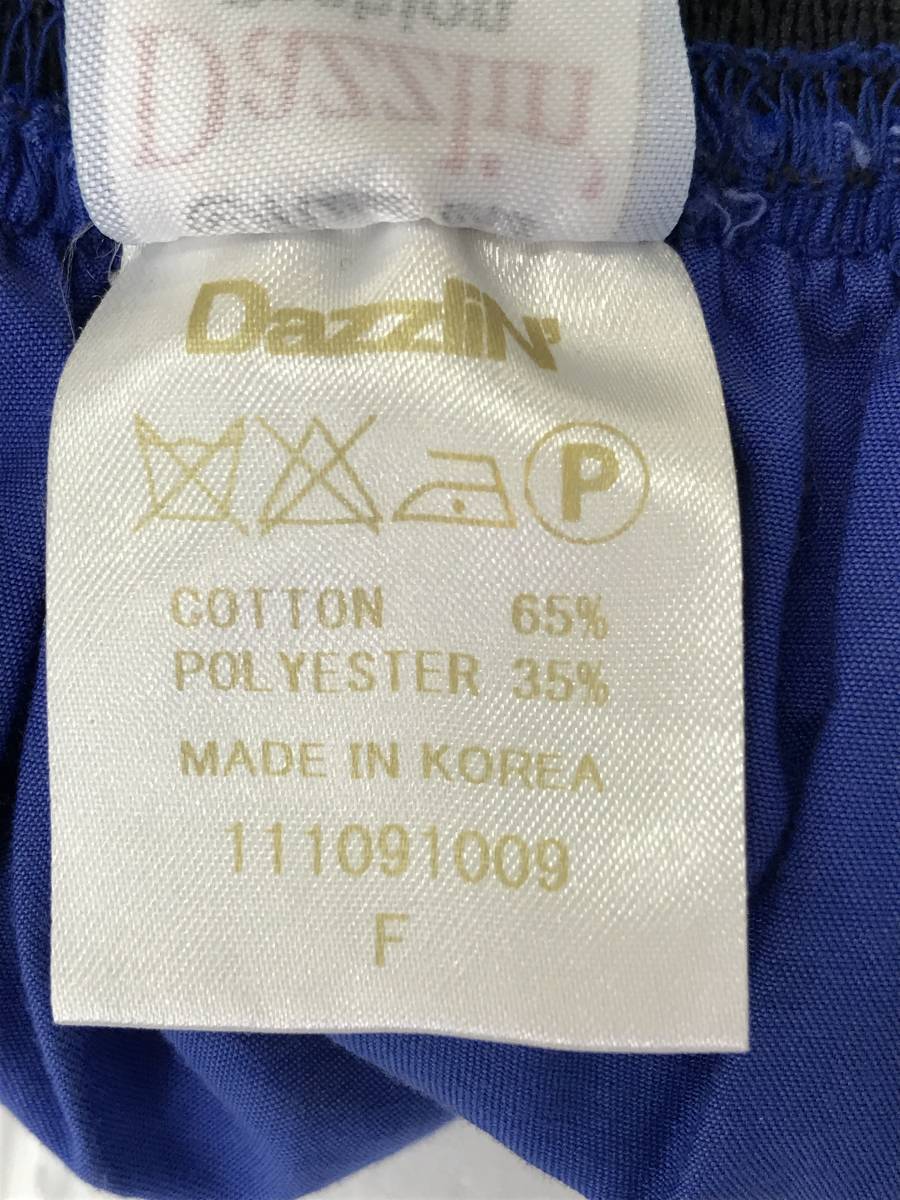 DazzliN'
P
COTTON 65%
POLYESTER 35%
MADE IN KOREA
111091009
F